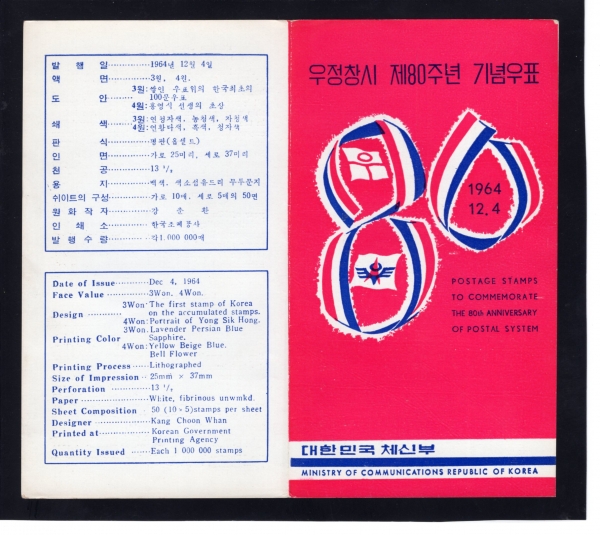 발행일············1964년 12월 4일
액면············3원, 4원.
3원: 쌓인 우표위의 한국최초의
도안········100문우표
4원: 홍영식 선생의 초상
3원: 연청자색, 농청색, 자청색
쇄색········4원: 연황다색, 흑색, 청자색
판식············평판(옵셑트)
인면············가로 25미리, 세로 37미리
천공············13 ¹/₂
용지············백색, 색소섬유드리 무투문지
쉬이트의 구성········가로 10매, 세로 5매의 50면
원화작자········강춘환
인쇄소············한국조폐공사
발행수량········각1.000 000매
Date of Issue············Dec 4, 1964
Face Value············3Won. 4Won.
3Won·The first stamp of Korea
Design············on the accumulated stamps.
4Won: Portrait of Yong Sik Hong.
3Won. Lavender Persian Blue
Printing Color Sapphire.
4Won: Yellow Beige Blue.
Bell Flower
Printing Process······Lithographed
Size of Impression··25mm × 37mm
Perforation············13 ¹/₂
Paper············White, fibrinous unwmkd.
Sheet Composition 50 (10×5)stamps per sheet
Designer············Kang Choon Whan
Printed at············Korean Government
Printing Agency
Quantity Issued ······Each 1 000 000 stamps
우정창시 제80주년 기념우표
80
1964
12.4
POSTAGE STAMPS
TO COMMEMORATE
THE 80th ANNIVERSARY
OF POSTAL SYSTEM
대한민국 체신부
MINISTRY OF COMMUNICATIONS REPUBLIC OF KOREA